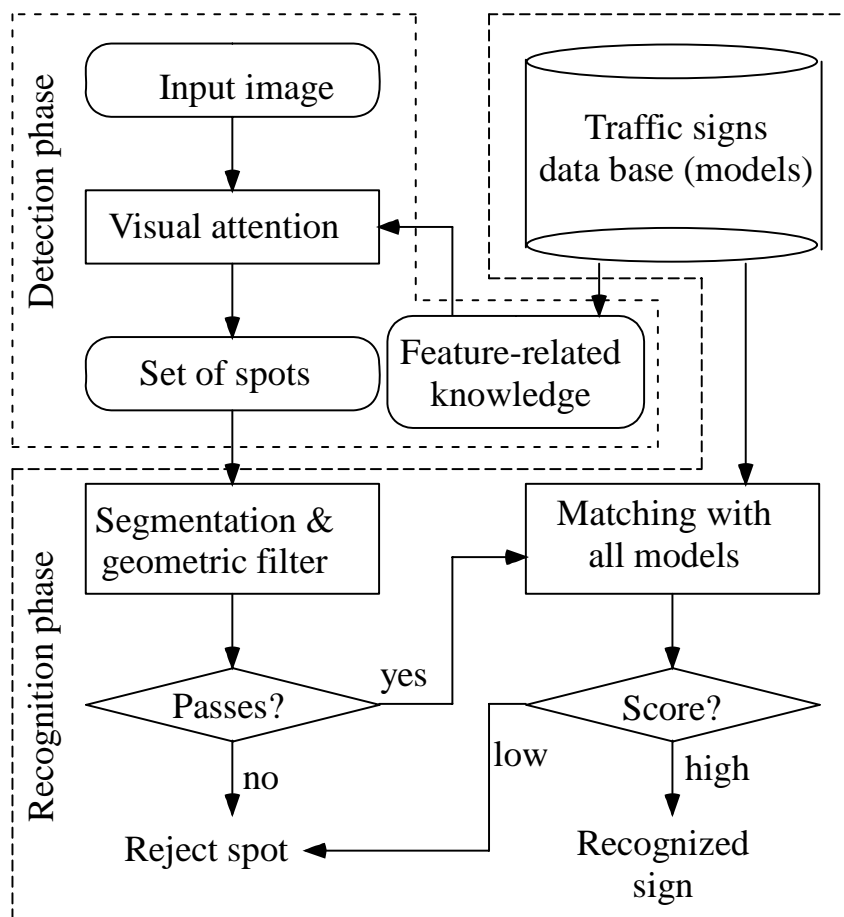 Detection phase
Input image
Visual attention
Set of spots
Traffic signs
data base (models)
Feature-related
knowledge
Recognition phase
Segmentation &
geometric filter
Matching with
all models
Passes?
yes
no
Score?
low
high
Reject spot
Recognized
sign